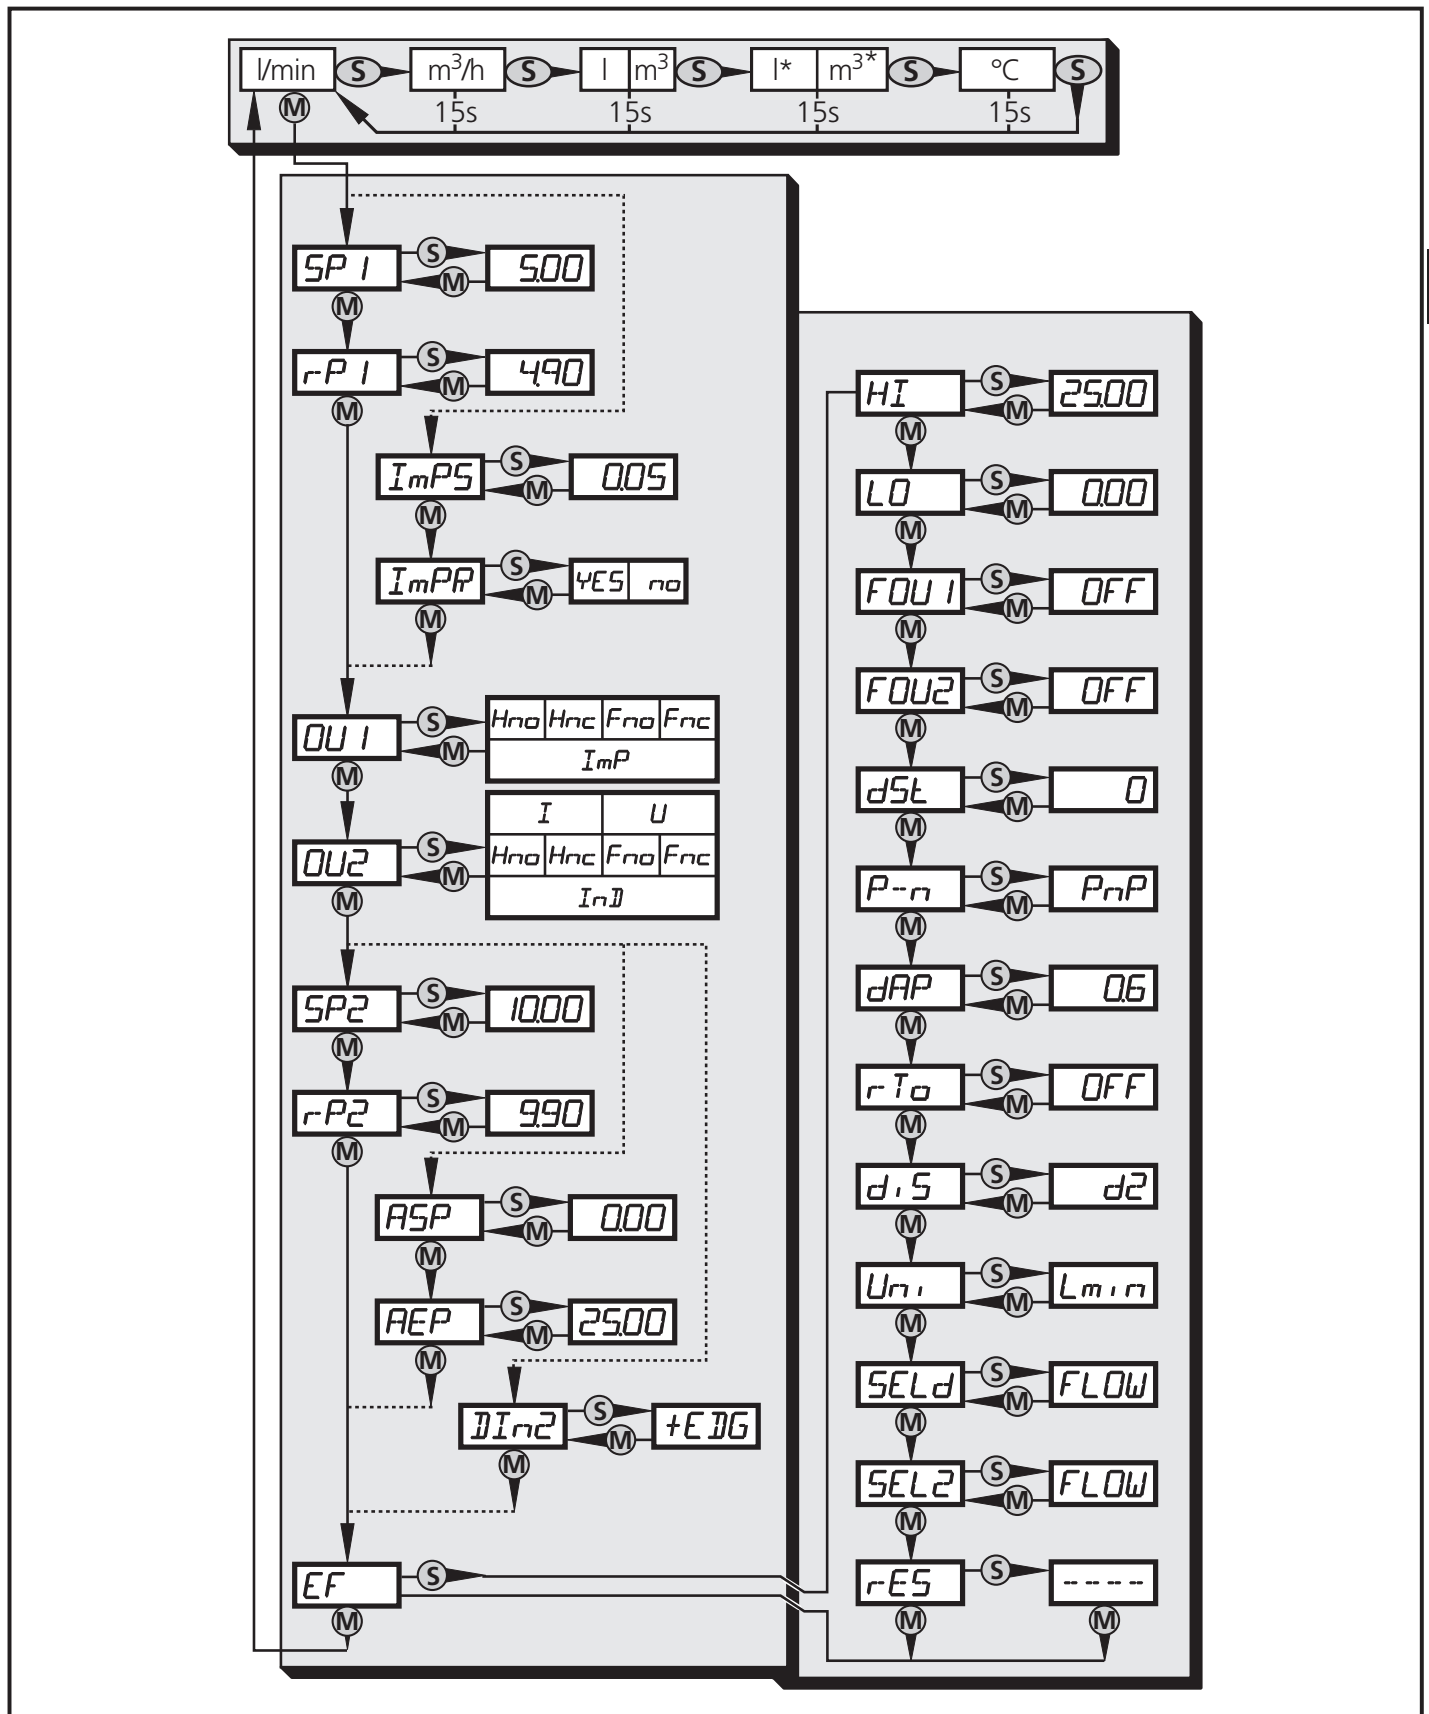 l/min S m³/h S l m³ S l* m³* S °C S
M 15s 15s 15s 15s
SP1 S 5.00
M
M
rP1 S 4.90
M
M
ImPS S 0.05
M
M
ImPR S YES no
M
M
OU1 S Hno Hnc Fno Fnc
M ImP
M
I U
OU2 S Hno Hnc Fno Fnc
M InD
M
SP2 S 10.00
M
M
rP2 S 9.90
M
M
ASP S 0.00
M
M
AEP S 25.00
M
M
DIn2 S +EDG
M
M
EF S
M
HI S 25.00
M
M
LO S 0.00
M
M
FOU1 S OFF
M
M
FOU2 S OFF
M
M
dSt S 0
M
M
P-n S PnP
M
M
dAP S 0.6
M
M
rTo S OFF
M
M
diS S d2
M
M
Uni S Lmin
M
M
SELd S FLOW
M
M
SEL2 S FLOW
M
M
rES S ----
M M